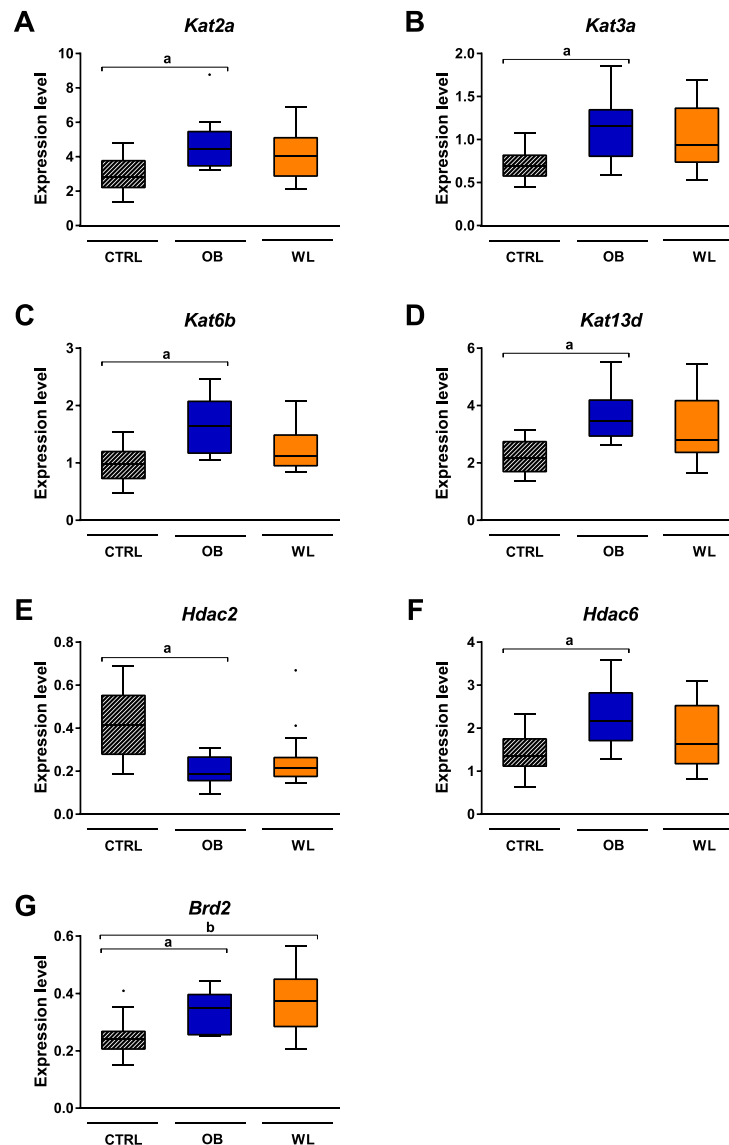 A
Kat2a
a
10
8
6
4
2
0
Expression level
CTRL
OB
WL
B
Kat3a
a
2.0
1.5
1.0
0.5
0.0
Expression level
CTRL
OB
WL
C
Kat6b
a
3
2
1
0
Expression level
CTRL
OB
WL
D
Kat13d
a
6
4
2
0
Expression level
CTRL
OB
WL
E
Hdac2
a
0.8
0.6
0.4
0.2
0.0
Expression level
CTRL
OB
WL
F
Hdac6
a
4
3
2
1
0
Expression level
CTRL
OB
WL
G
Brd2
b
a
0.6
0.4
0.2
0.0
Expression level
CTRL
OB
WL